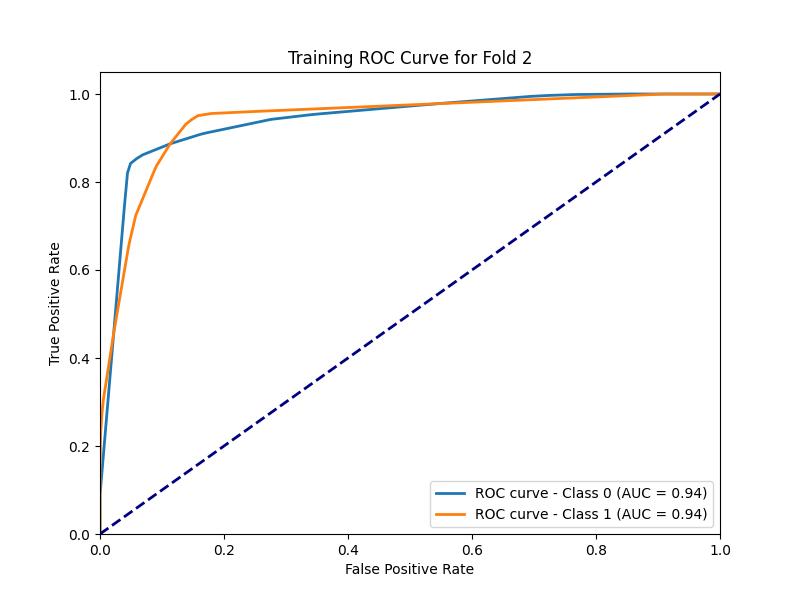 Training ROC Curve for Fold 2
True Positive Rate
1.0
0.8
0.6
0.4
0.2
0.0
ROC curve - Class 0 (AUC = 0.94)
ROC curve - Class 1 (AUC = 0.94)
0.0 0.2 0.4 0.6 0.8 1.0
False Positive Rate